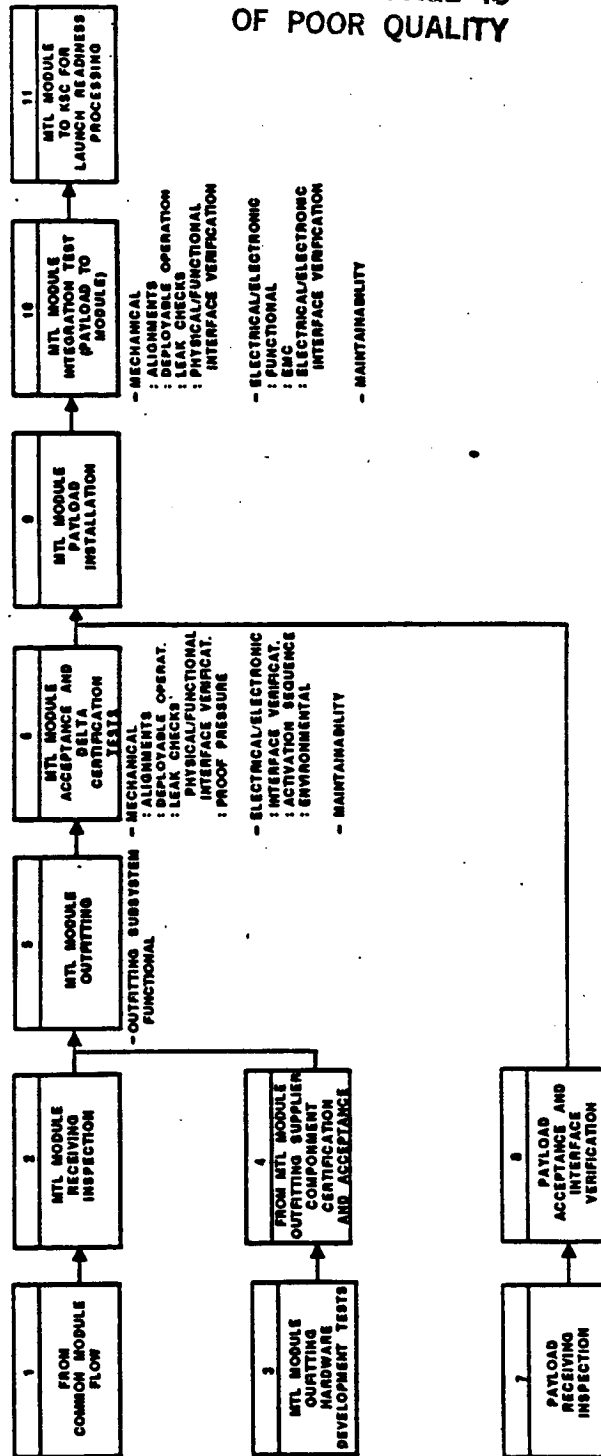 OF POOR QUALITY
1
FROM
COMMON MODULE
FLOW
2
MTL MODULE
RECEIVING
INSPECTION
3
MTL MODULE
OUFITTING
HARDWARE
DEVELOPMENT TESTS
4
FROM MTL MODULE
OUTFITTING SUPPLIER
COMPONMENT
CERTIFICATION
AND ACCEPTANCE
5
MTL MODULE
OUTFITTING
-OUTFITTING SUBSYSTEM
FUNCTIONAL
6
MTL MODULE
ACCEPTANCE AND
DELTA
CERTIFICATION
TESTS
- MECHANICAL
: ALIGNMENTS
: DEPLOYABLE OPERAT.
: LEAK CHECKS'
PHYSICAL/FUNCTIONAL
INTERFACE VERIFICAT.
: PROOF PRESSURE
- ELECTRICAL/ELECTRONIC
: INTERFACE VERIFICAT.
: ACTIVATION SEQUENCE
: ENVIRONMENTAL
- MAINTAINABILITY
7
PAYLOAD
RECEIVING
INSPECTION
8
PAYLOAD
ACCEPTANCE AND
INTERFACE
VERIFICATION
9
MTL MODULE
PAYLOAD
INSTALLATION
10
MTL MODULE
INTEGRATION TEST
(PAYLOAD TO
MODULE)
- MECHANICAL
: ALIGNMENTS
: DEPLOYABLE OPERATION
: LEAK CHECKS
: PHYSICAL/FUNCTIONAL
INTERFACE VERIFICATION
- ELECTRICAL/ELECTRONIC
: FUNCTIONAL
: EMC
: ELECTRICAL/ELECTRONIC
INTERFACE VERIFICATION
- MAINTAINABILITY
11
MTL MODULE
TO KSC FOR
LAUNCH READINESS
PROCESSING